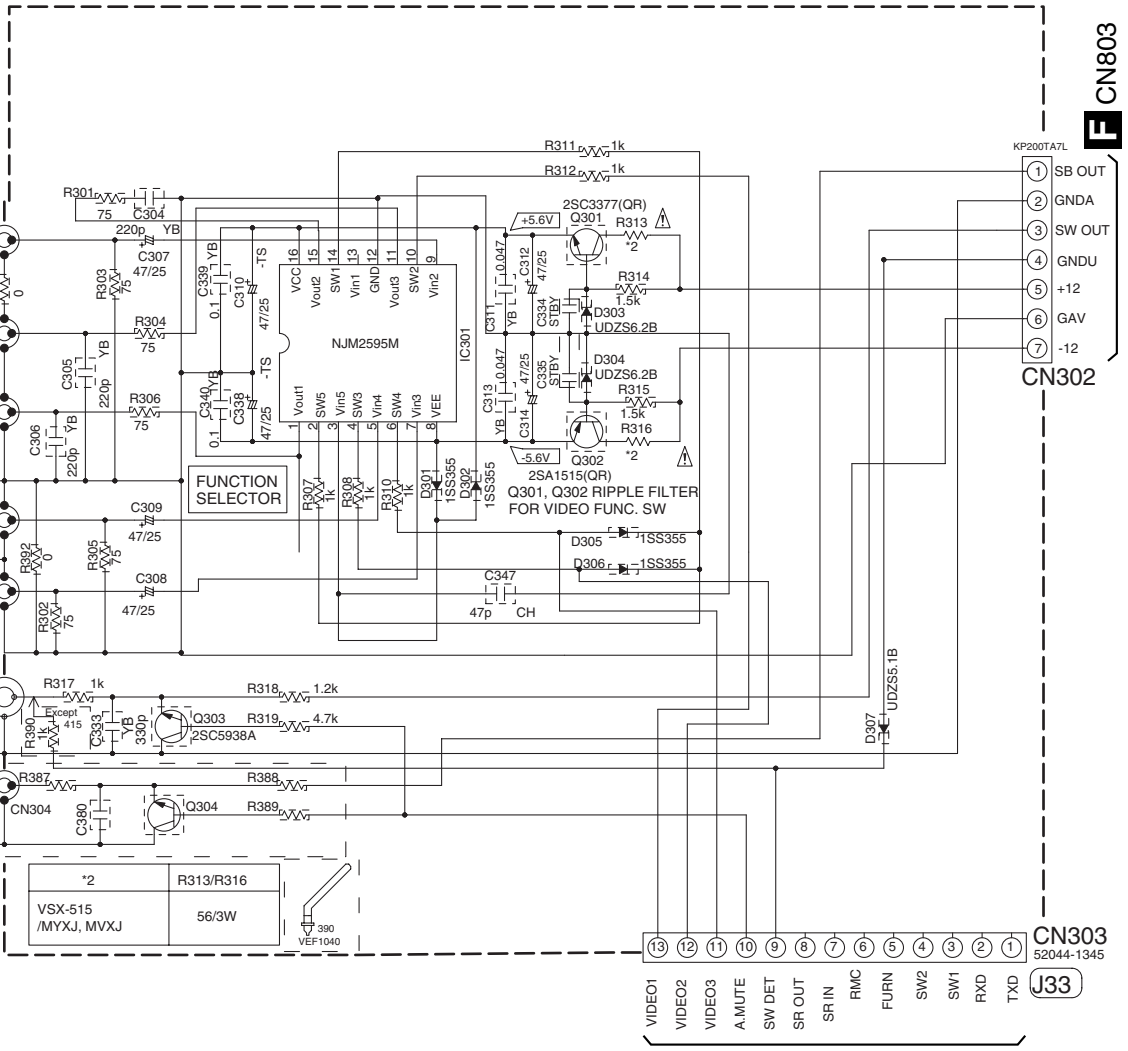 F CN803
KP200TA7L
1 SB OUT
2 GNDA
3 SW OUT
4 GNDU
5 +12
6 GAV
7 -12
CN302
R311 1k
R312 1k
2SC3377(QR)
Q301
+5.6V
R313
*2
R314
1.5k
0.047
C311
YB
C312
47/25
C334
STBY
D303
UDZS6.2B
D304
UDZS6.2B
C335
STBY
0.047
C313
YB
47/25
C314
R315
1.5k
R316
*2
-5.6V
Q302
2SA1515(QR)
Q301, Q302 RIPPLE FILTER
FOR VIDEO FUNC. SW
R301
75
C304
220p YB
C307
47/25
R303
75
0
R304
75
C305
YB
220p
R306
75
C306
YB
220p
C339
YB
0.1
C310
-TS
47/25
C340
YB
0.1
C338
-TS
47/25
16 15 14 13 12 11 10 9
VCC
Vout2
SW1
Vin1
GND
Vout3
SW2
Vin2
NJM2595M
IC301
Vout1
SW5
Vin5
SW3
Vin4
SW4
Vin3
VEE
1 2 3 4 5 6 7 8
FUNCTION
SELECTOR
R307
1k
R308
1k
R310
1k
D301
1SS355
D302
1SS355
D305
1SS355
D306
1SS355
C309
47/25
R392
0
R305
75
C308
47/25
R302
75
C347
47p CH
R317 1k
Except
415
R390
1k
C333
YB
330p
Q303
2SC5938A
R318 1.2k
R319 4.7k
D307
UDZS5.1B
R387
CN304
C380
Q304
R388
R389
*2 R313/R316
VSX-515
/MYXJ, MVXJ
56/3W
390
VEF1040
13 12 11 10 9 8 7 6 5 4 3 2 1
CN303
52044-1345
J33
VIDEO1
VIDEO2
VIDEO3
A.MUTE
SW DET
SR OUT
SR IN
RMC
FURN
SW2
SW1
RXD
TXD